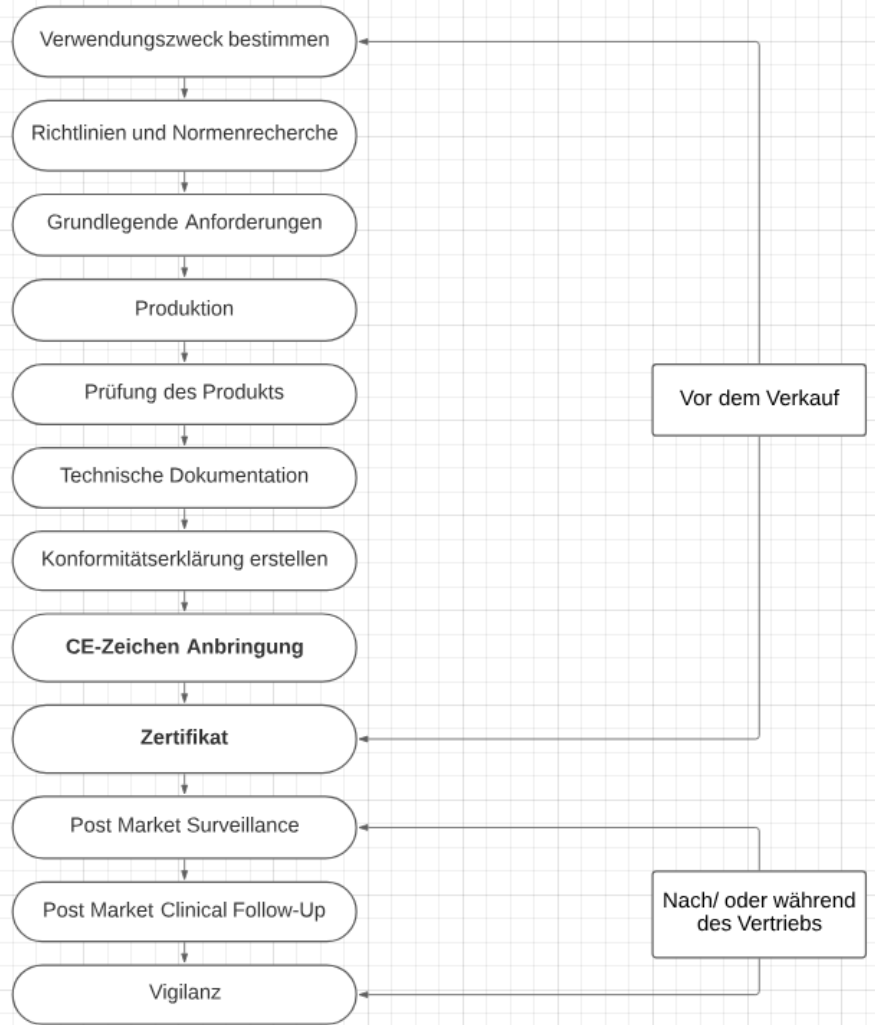 Verwendungszweck bestimmen
Richtlinien und Normenrecherche
Grundlegende Anforderungen
Produktion
Prüfung des Produkts
Technische Dokumentation
Konformitätserklärung erstellen
CE-Zeichen Anbringung
Zertifikat
Post Market Surveillance
Post Market Clinical Follow-Up
Vigilanz
Vor dem Verkauf
Nach/ oder während
des Vertriebs